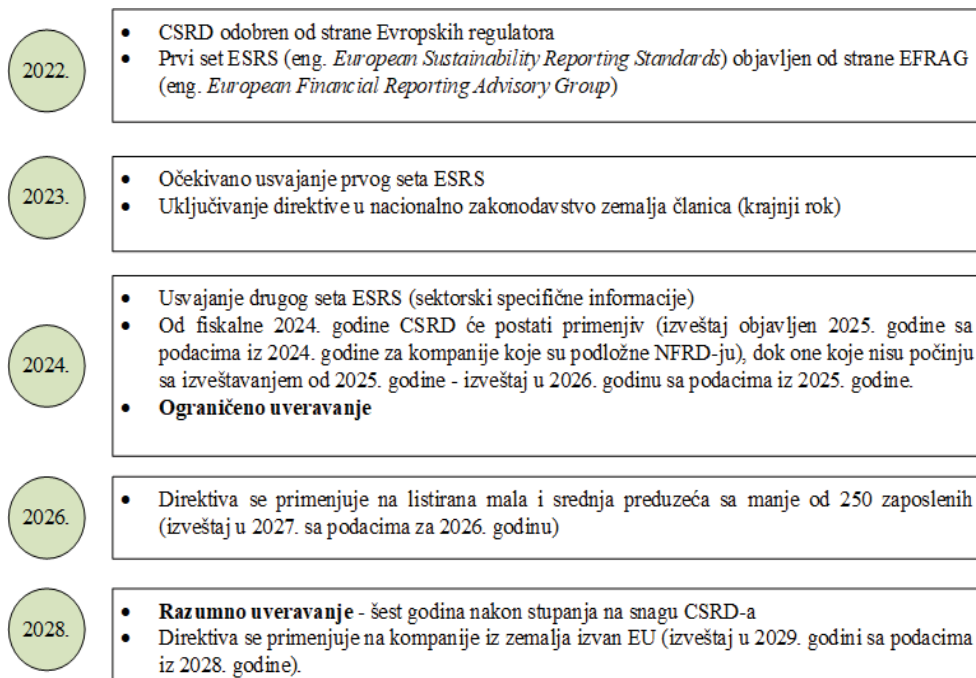 2022.
• CSRD odobren od strane Evropskih regulatora
• Prvi set ESRS (eng. European Sustainability Reporting Standards) objavljen od strane EFRAG
(eng. European Financial Reporting Advisory Group)
2023.
• Očekivano usvajanje prvog seta ESRS
• Uključivanje direktive u nacionalno zakonodavstvo zemalja članica (krajnji rok)
2024.
• Usvajanje drugog seta ESRS (sektorski specifične informacije)
• Od fiskalne 2024. godine CSRD će postati primenjiv (izveštaj objavljen 2025. godine sa
podacima iz 2024. godine za kompanije koje su podložne NFRD-ju), dok one koje nisu počinju
sa izveštavanjem od 2025. godine - izveštaj u 2026. godinu sa podacima iz 2025. godine.
• Ograničeno uveravanje
2026.
• Direktiva se primenjuje na listirana mala i srednja preduzeća sa manje od 250 zaposlenih
(izveštaj u 2027. sa podacima za 2026. godinu)
2028.
• Razumno uveravanje - šest godina nakon stupanja na snagu CSRD-a
• Direktiva se primenjuje na kompanije iz zemalja izvan EU (izveštaj u 2029. godini sa podacima
iz 2028. godine).